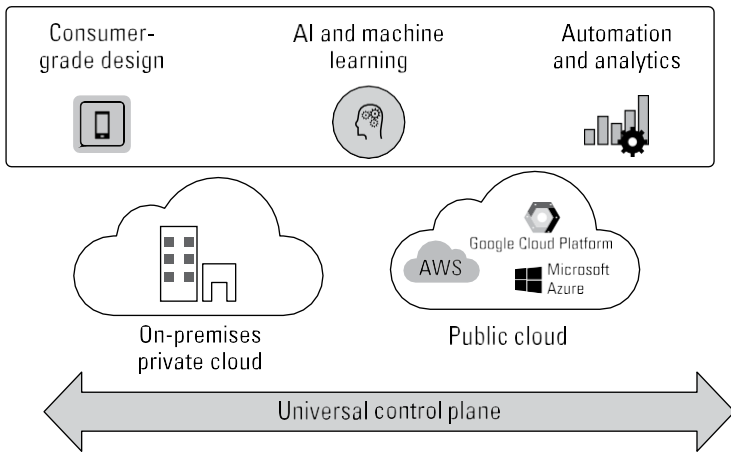 Consumer-
grade design
AI and machine
learning
Automation
and analytics
Google Cloud Platform
AWS
Microsoft
Azure
On-premises
private cloud
Public cloud
Universal control plane